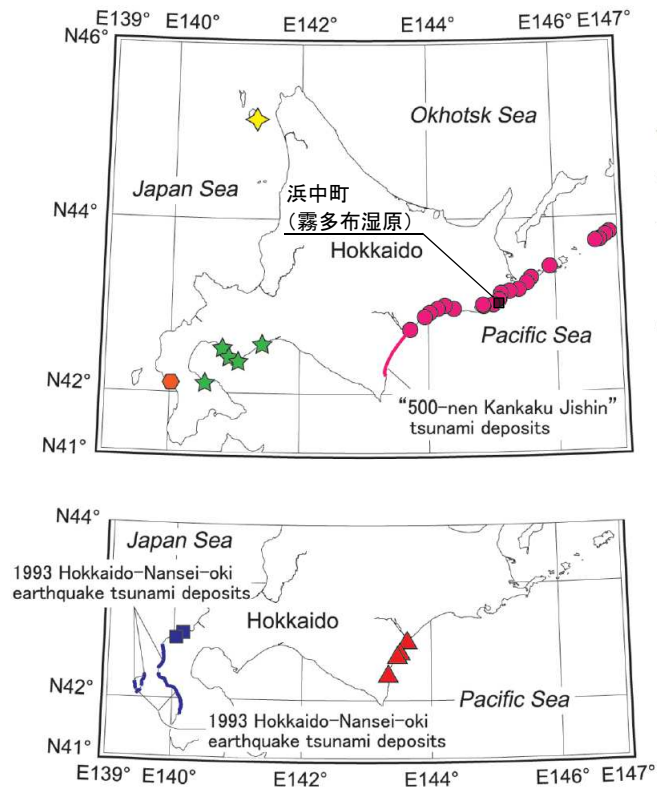 E139° E140° E142° E144° E146° E147°
N46°
Okhotsk Sea
Japan Sea
浜中町
N44°
（霧多布湿原）
Hokkaido
Pacific Sea
N42°
“500-nen Kankaku Jishin”
tsunami deposits
N41°
N44°
Japan Sea
1993 Hokkaido-Nansei-oki
earthquake tsunami deposits
Hokkaido
N42°
Pacific Sea
1993 Hokkaido-Nansei-oki
earthquake tsunami deposits
N41°
E139° E140° E142° E144° E146° E147°